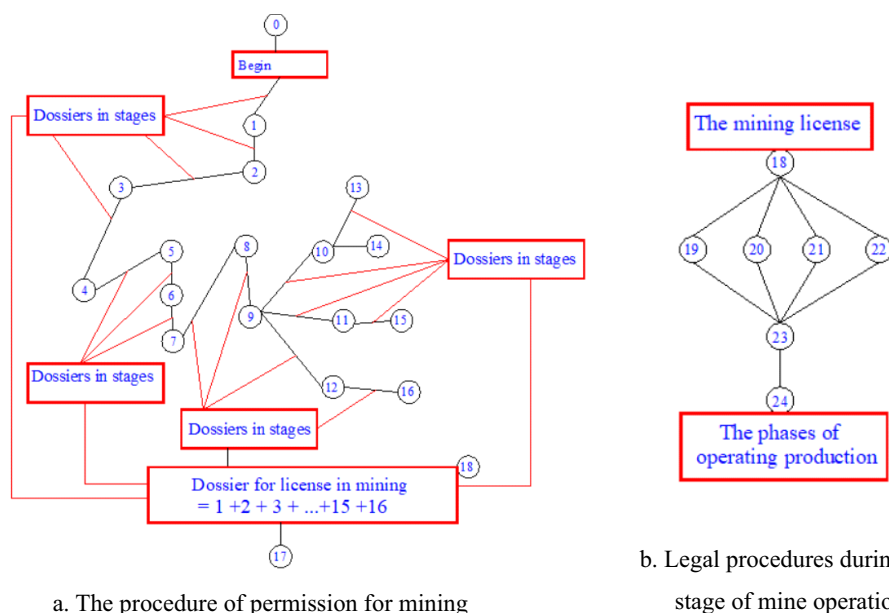 0
Begin
Dossiers in stages
1
2
3
4
5
6
7
8
9
10
13
14
11
15
12
16
Dossiers in stages
Dossiers in stages
Dossiers in stages
18
Dossier for license in mining
= 1 +2 + 3 + ...+15 +16
17
a. The procedure of permission for mining
The mining license
18
19 20 21 22
23
24
The phases of
operating production
b. Legal procedures durin
stage of mine operatio